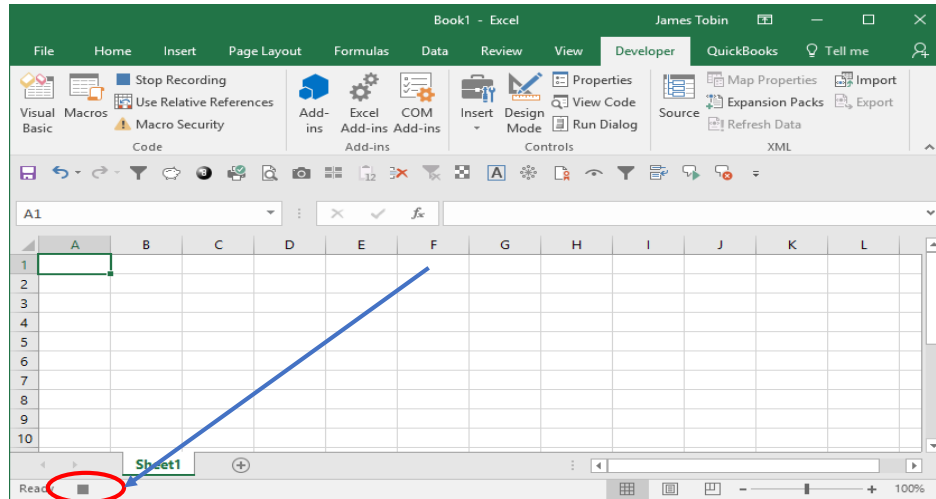 Book1 - Excel James Tobin
File Home Insert Page Layout Formulas Data Review View Developer QuickBooks Tell me
Visual Basic
Macros
Stop Recording
Use Relative References
Macro Security
Code
Add-ins
Excel Add-ins
COM Add-ins
Add-ins
Insert
Design Mode
Properties
View Code
Run Dialog
Controls
Source
Map Properties
Expansion Packs
Refresh Data
Import
Export
XML
A1 fx
A B C D E F G H I J K L
1
2
3
4
5
6
7
8
9
10
Sheet1
Ready 100%